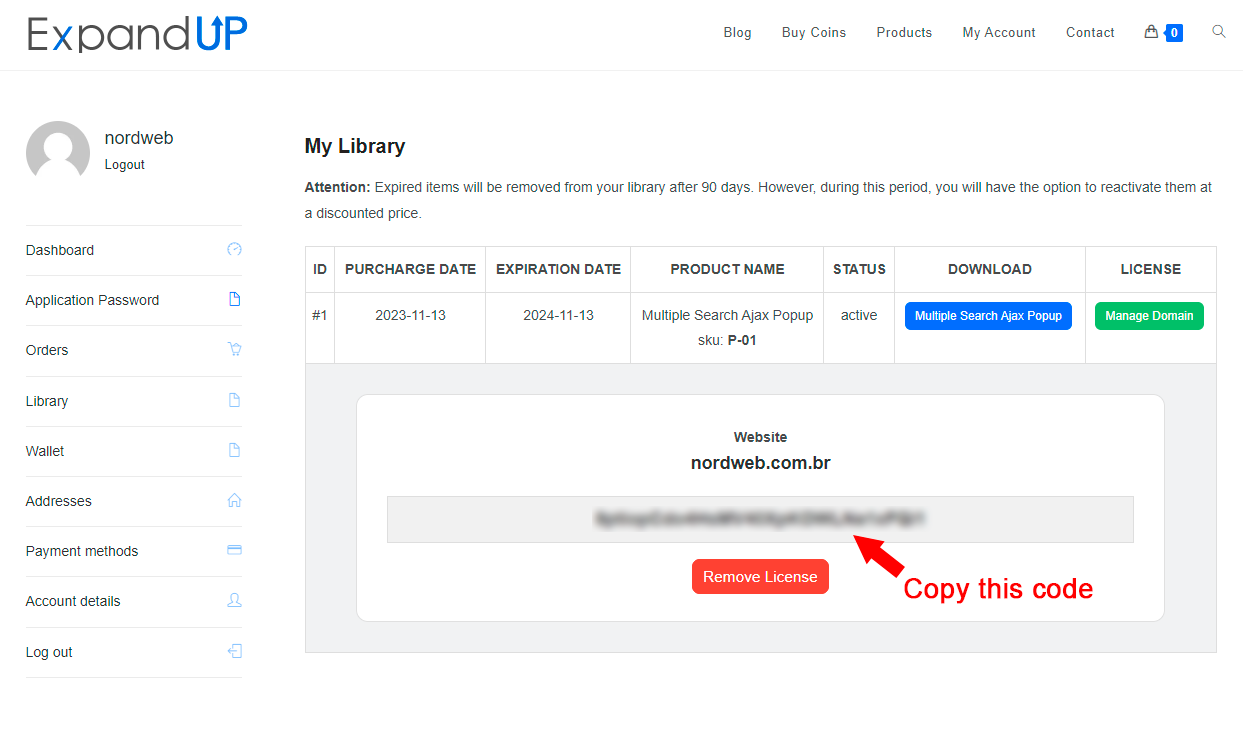 ExpandUP
Blog
Buy Coins
Products
My Account
Contact
0
nordweb
Logout
Dashboard
Application Password
Orders
Library
Wallet
Addresses
Payment methods
Account details
Log out
My Library
Attention: Expired items will be removed from your library after 90 days. However, during this period, you will have the option to reactivate them at
a discounted price.
ID PURCHARGE DATE EXPIRATION DATE PRODUCT NAME STATUS DOWNLOAD LICENSE
#1 2023-11-13 2024-11-13 Multiple Search Ajax Popup active Multiple Search Ajax Popup Manage Domain
sku: P-01
Website
nordweb.com.br
Remove License
Copy this code